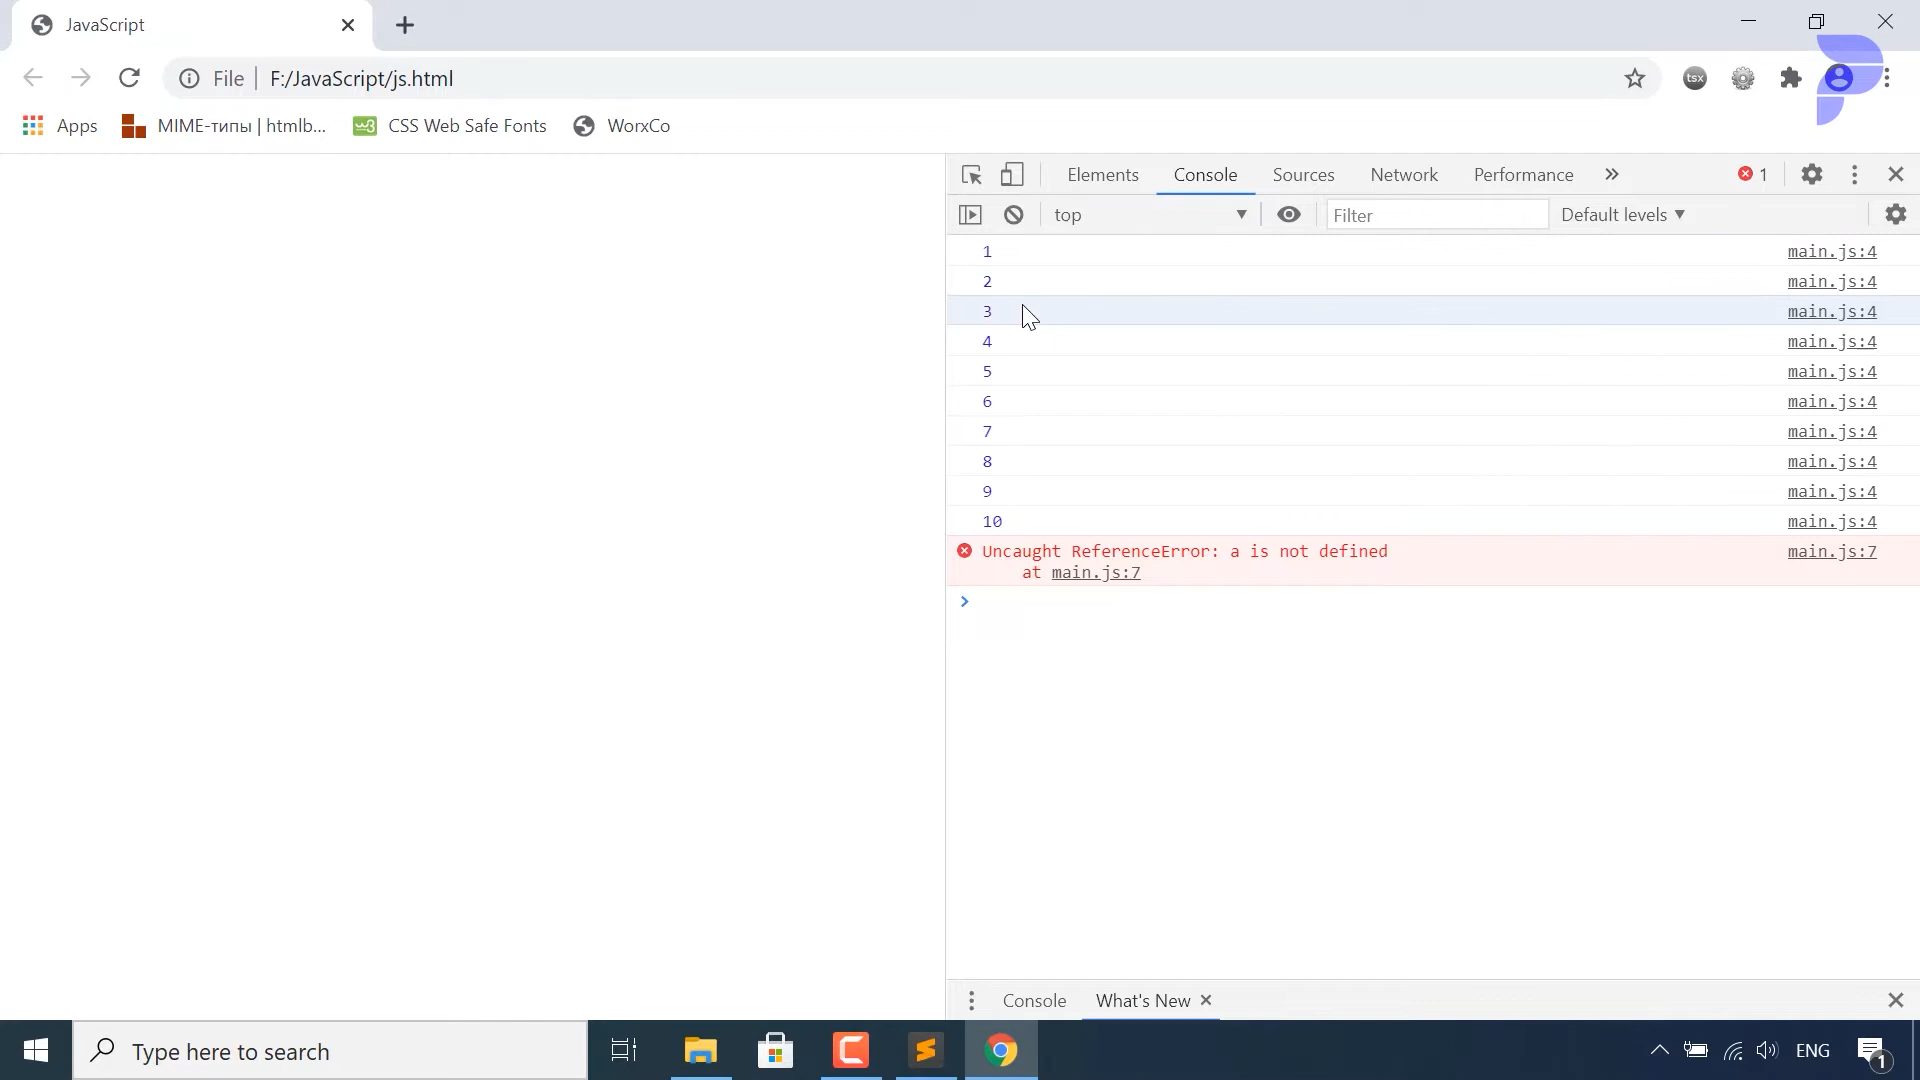 JavaScript
File F:/JavaScript/js.html
tsx
Apps MIME-типы | htmlb... w3 CSS Web Safe Fonts WorxCo
Elements Console Sources Network Performance 1
top Filter Default levels
1 main.js:4
2 main.js:4
3 main.js:4
4 main.js:4
5 main.js:4
6 main.js:4
7 main.js:4
8 main.js:4
9 main.js:4
10 main.js:4
Uncaught ReferenceError: a is not defined main.js:7
at main.js:7
Console What's New
Type here to search ENG 1